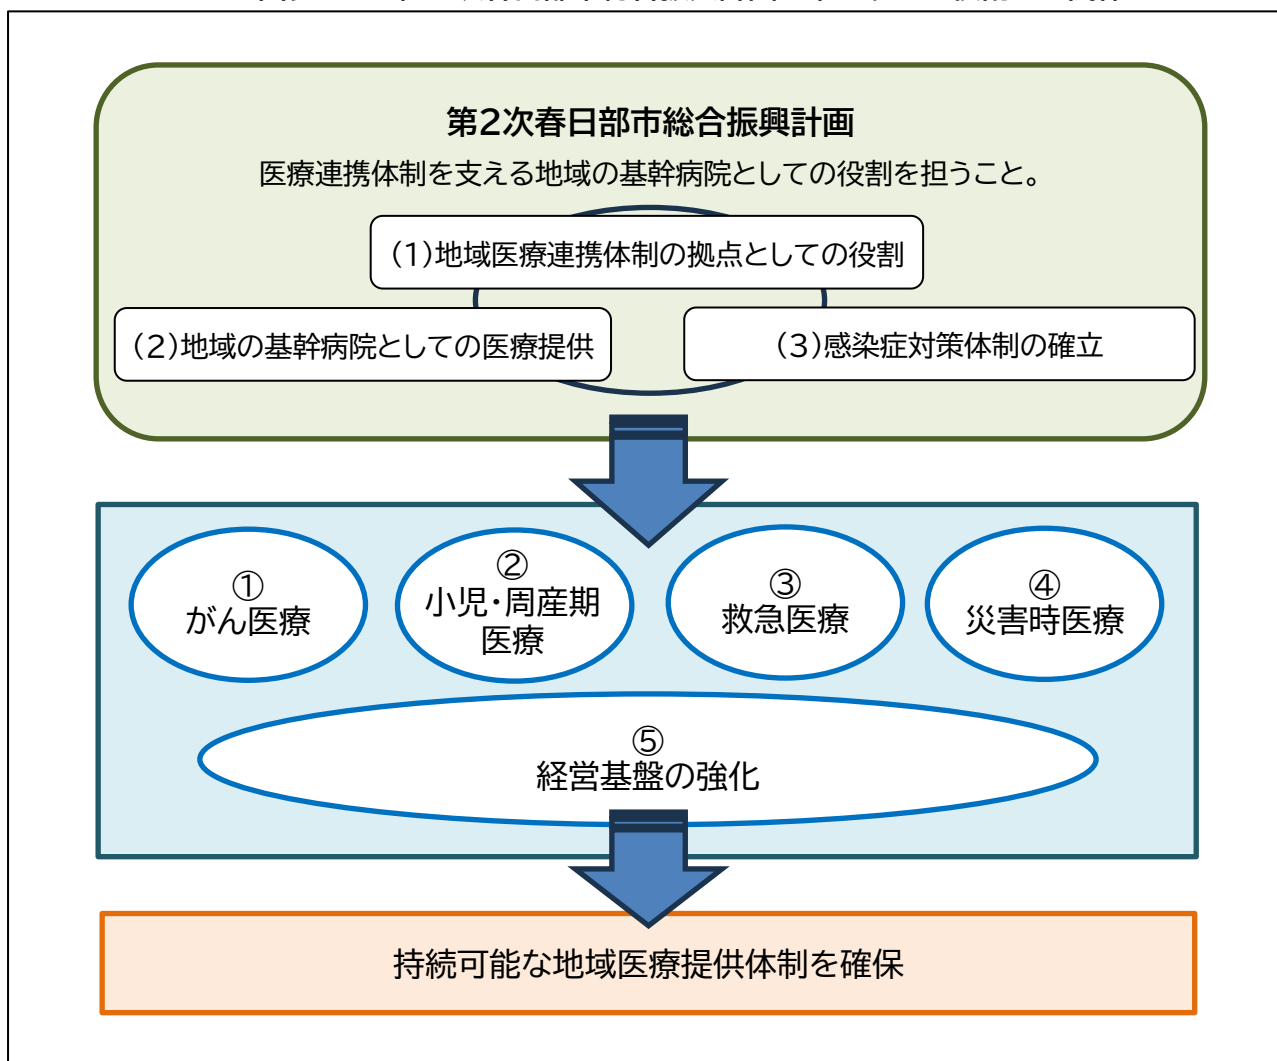 第2次春日部市総合振興計画
医療連携体制を支える地域の基幹病院としての役割を担うこと。
(1)地域医療連携体制の拠点としての役割
(2)地域の基幹病院としての医療提供
(3)感染症対策体制の確立
①
がん医療
②
小児・周産期
医療
③
救急医療
④
災害時医療
⑤
経営基盤の強化
持続可能な地域医療提供体制を確保